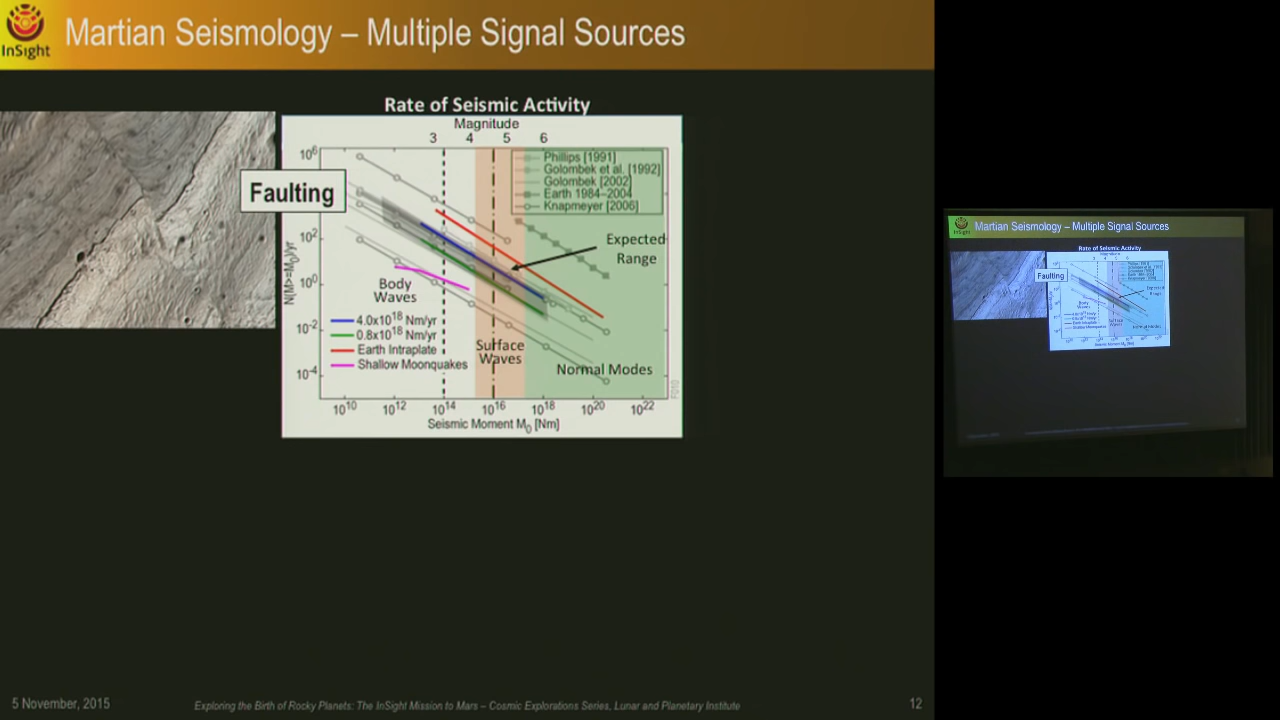 InSight
Martian Seismology – Multiple Signal Sources
Rate of Seismic Activity
Magnitude
3 4 5 6
Faulting
10^6
10^2
10^0
10^-2
10^-4
N(M>=M0)/yr
Phillips [1991]
Golombek et al. [1992]
Golombek [2002]
Earth 1984–2004
Knapmeyer [2006]
Expected
Range
Body
Waves
4.0x10^18 Nm/yr
0.8x10^18 Nm/yr
Earth Intraplate
Shallow Moonquakes
Surface
Waves
Normal Modes
10^10 10^12 10^14 10^16 10^18 10^20 10^22
Seismic Moment M0 [Nm]
5 November, 2015
Exploring the Birth of Rocky Planets: The InSight Mission to Mars – Cosmic Explorations Series, Lunar and Planetary Institute
12
Martian Seismology – Multiple Signal Sources
Rate of Seismic Activity
Faulting